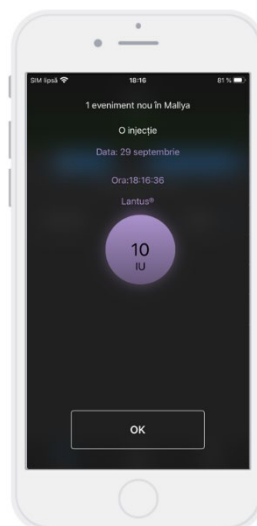 SIM lipsă 18:16 81 %
1 eveniment nou în Mallya
O injecție
Data: 29 septembrie
Ora:18:16:36
Lantus®
10
IU
OK